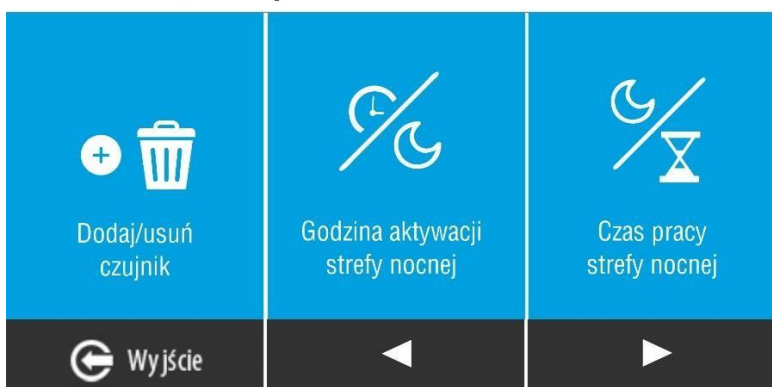 Dodaj/usuń
czujnik
Godzina aktywacji
strefy nocnej
Czas pracy
strefy nocnej
Wyjście